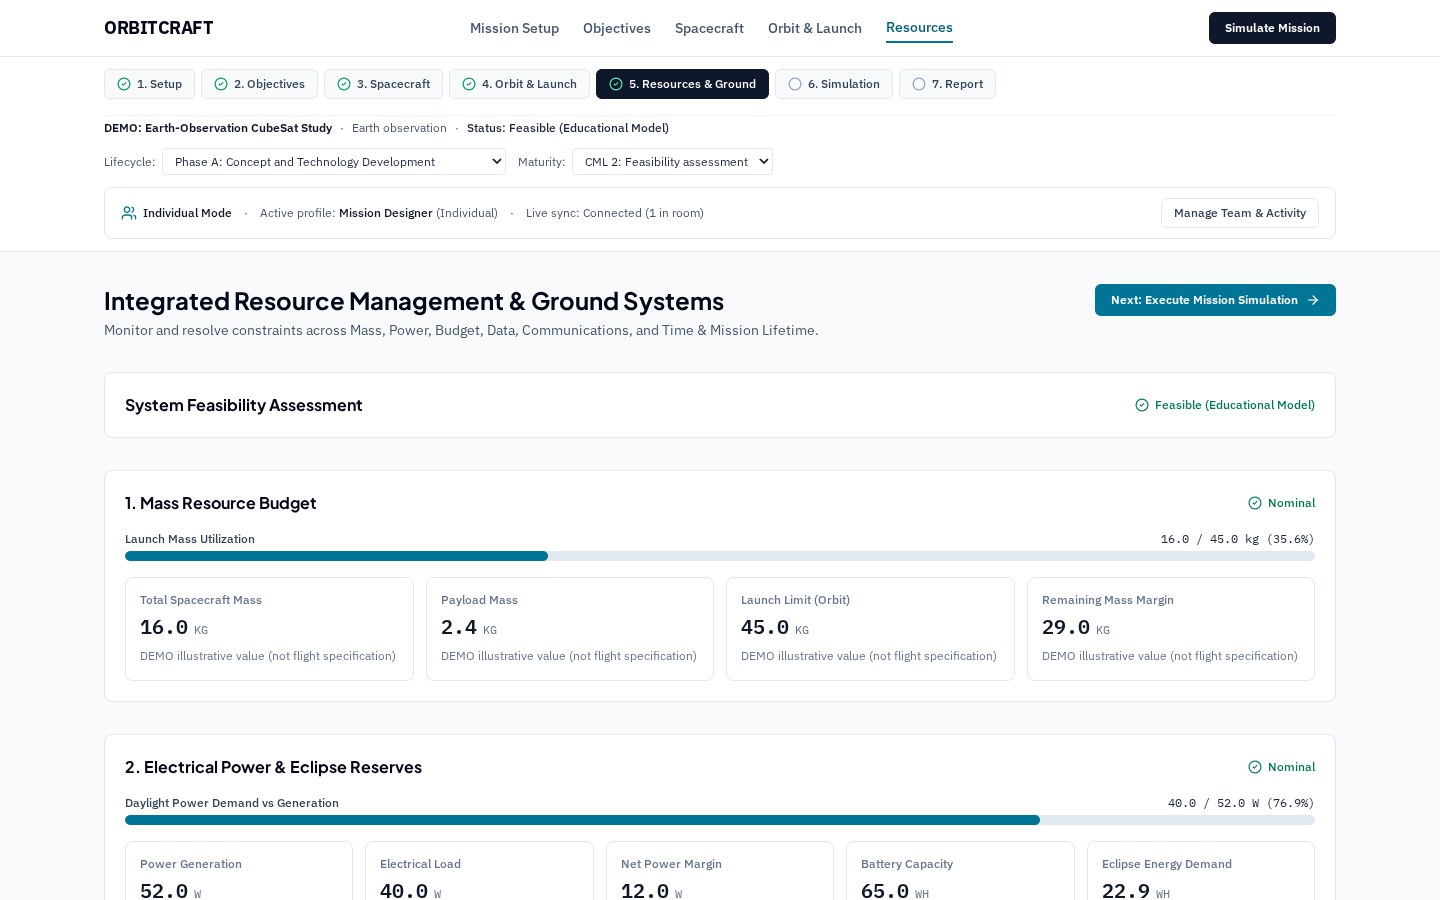 ORBITCRAFT
Mission Setup
Objectives
Spacecraft
Orbit & Launch
Resources
Simulate Mission
1. Setup
2. Objectives
3. Spacecraft
4. Orbit & Launch
5. Resources & Ground
6. Simulation
7. Report
DEMO: Earth-Observation CubeSat Study · Earth observation · Status: Feasible (Educational Model)
Lifecycle: Phase A: Concept and Technology Development Maturity: CML 2: Feasibility assessment
Individual Mode · Active profile: Mission Designer (Individual) · Live sync: Connected (1 in room)
Manage Team & Activity
Integrated Resource Management & Ground Systems
Next: Execute Mission Simulation
Monitor and resolve constraints across Mass, Power, Budget, Data, Communications, and Time & Mission Lifetime.
System Feasibility Assessment
Feasible (Educational Model)
1. Mass Resource Budget
Nominal
Launch Mass Utilization
16.0 / 45.0 kg (35.6%)
Total Spacecraft Mass
16.0 KG
DEMO illustrative value (not flight specification)
Payload Mass
2.4 KG
DEMO illustrative value (not flight specification)
Launch Limit (Orbit)
45.0 KG
DEMO illustrative value (not flight specification)
Remaining Mass Margin
29.0 KG
DEMO illustrative value (not flight specification)
2. Electrical Power & Eclipse Reserves
Nominal
Daylight Power Demand vs Generation
40.0 / 52.0 W (76.9%)
Power Generation
52.0 W
Electrical Load
40.0 W
Net Power Margin
12.0 W
Battery Capacity
65.0 WH
Eclipse Energy Demand
22.9 WH